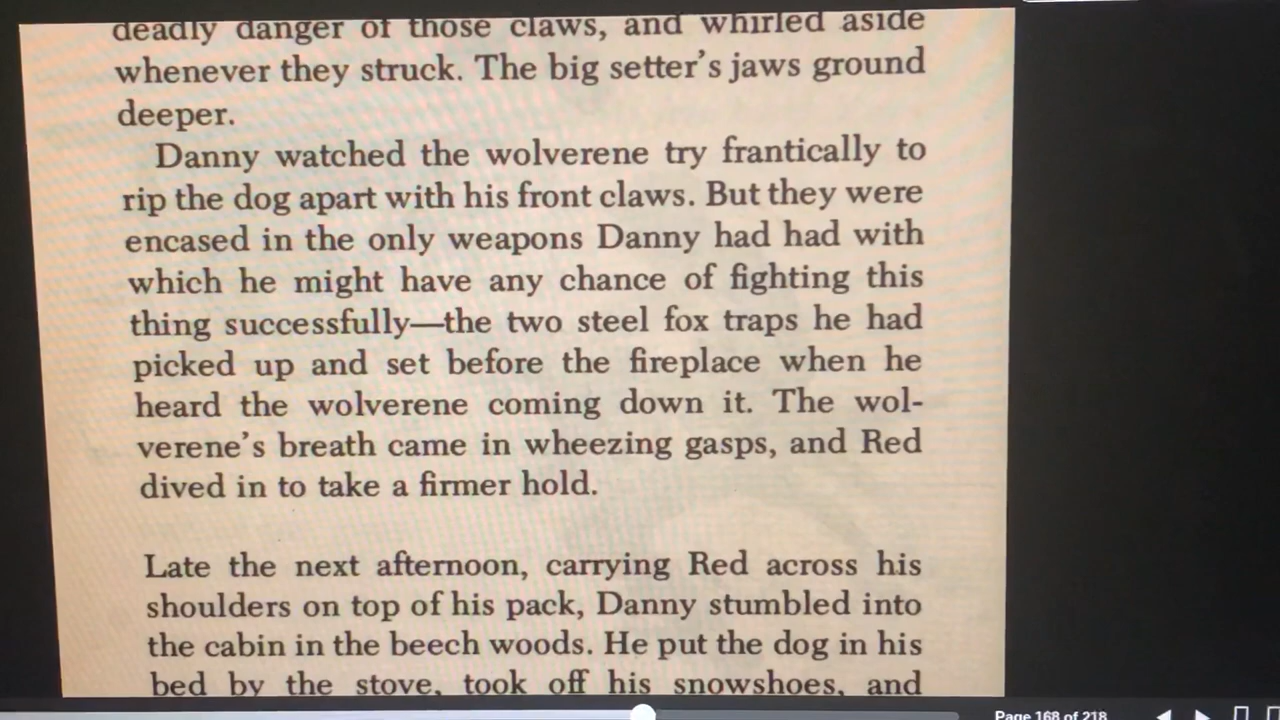 deadly danger of those claws, and whirled aside
whenever they struck. The big setter's jaws ground
deeper.
Danny watched the wolverene try frantically to
rip the dog apart with his front claws. But they were
encased in the only weapons Danny had had with
which he might have any chance of fighting this
thing successfully—the two steel fox traps he had
picked up and set before the fireplace when he
heard the wolverene coming down it. The wol-
verene's breath came in wheezing gasps, and Red
dived in to take a firmer hold.
Late the next afternoon, carrying Red across his
shoulders on top of his pack, Danny stumbled into
the cabin in the beech woods. He put the dog in his
bed by the stove, took off his snowshoes, and
Page 168 of 218